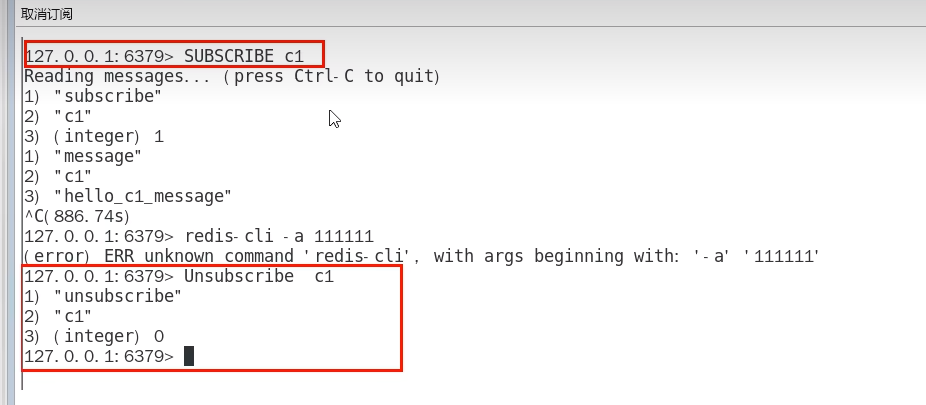 取消订阅
127.0.0.1:6379> SUBSCRIBE c1
Reading messages... (press Ctrl-C to quit)
1) "subscribe"
2) "c1"
3) (integer) 1
1) "message"
2) "c1"
3) "hello_c1_message"
^C(886.74s)
127.0.0.1:6379> redis-cli -a 111111
(error) ERR unknown command 'redis-cli', with args beginning with: '-a' '111111'
127.0.0.1:6379> Unsubscribe  c1
1) "unsubscribe"
2) "c1"
3) (integer) 0
127.0.0.1:6379>